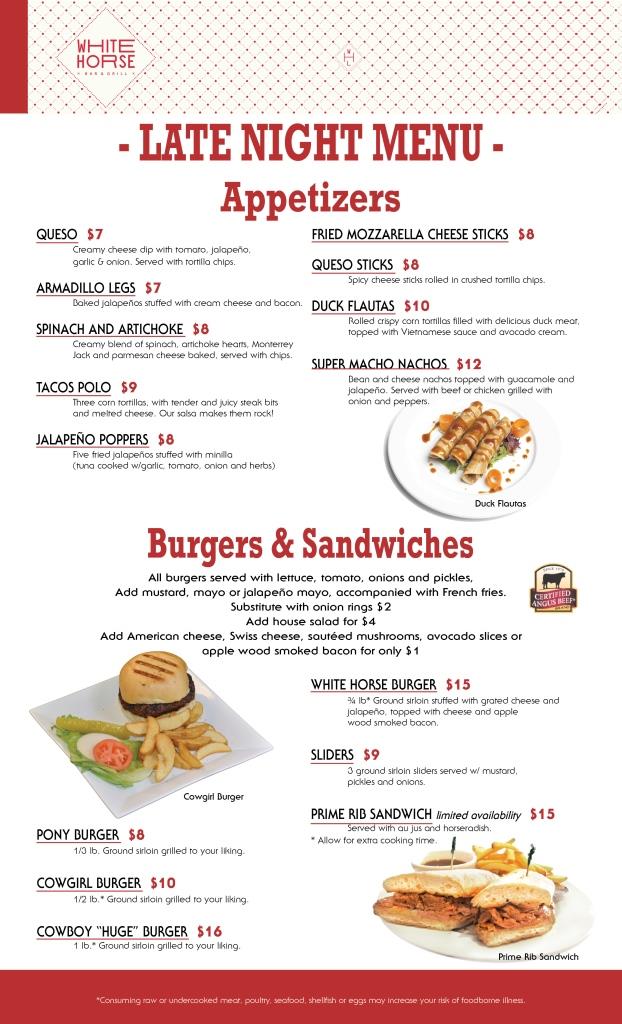 WHITE
HORSE
BAR & GRILL
- LATE NIGHT MENU -
Appetizers
QUESO $7
Creamy cheese dip with tomato, jalapeño,
garlic & onion. Served with tortilla chips.
ARMADILLO LEGS $7
Baked jalapeños stuffed with cream cheese and bacon.
SPINACH AND ARTICHOKE $8
Creamy blend of spinach, artichoke hearts, Monterrey
Jack and parmesan cheese baked, served with chips.
TACOS POLO $9
Three corn tortillas, with tender and juicy steak bits
and melted cheese. Our salsa makes them rock!
JALAPEÑO POPPERS $8
Five fried jalapeños stuffed with minilla
(tuna cooked w/garlic, tomato, onion and herbs)
FRIED MOZZARELLA CHEESE STICKS $8
QUESO STICKS $8
Spicy cheese sticks rolled in crushed tortilla chips.
DUCK FLAUTAS $10
Rolled crispy corn tortillas filled with delicious duck meat,
topped with Vietnamese sauce and avocado cream.
SUPER MACHO NACHOS $12
Bean and cheese nachos topped with guacamole and
jalapeño. Served with beef or chicken grilled with
onion and peppers.
Duck Flautas
Burgers & Sandwiches
All burgers served with lettuce, tomato, onions and pickles,
Add mustard, mayo or jalapeño mayo, accompanied with French fries.
Substitute with onion rings $2
Add house salad for $4
Add American cheese, Swiss cheese, sautéed mushrooms, avocado slices or
apple wood smoked bacon for only $1
CERTIFIED
ANGUS BEEF
Cowgirl Burger
PONY BURGER $8
1/3 lb. Ground sirloin grilled to your liking.
COWGIRL BURGER $10
1/2 lb.* Ground sirloin grilled to your liking.
COWBOY "HUGE" BURGER $16
1 lb.* Ground sirloin grilled to your liking.
WHITE HORSE BURGER $15
¾ lb* Ground sirloin stuffed with grated cheese and
jalapeño, topped with cheese and apple
wood smoked bacon.
SLIDERS $9
3 ground sirloin sliders served w/ mustard,
pickles and onions.
PRIME RIB SANDWICH limited availability $15
Served with au jus and horseradish.
* Allow for extra cooking time.
Prime Rib Sandwich
*Consuming raw or undercooked meat, poultry, seafood, shellfish or eggs may increase your risk of foodborne illness.